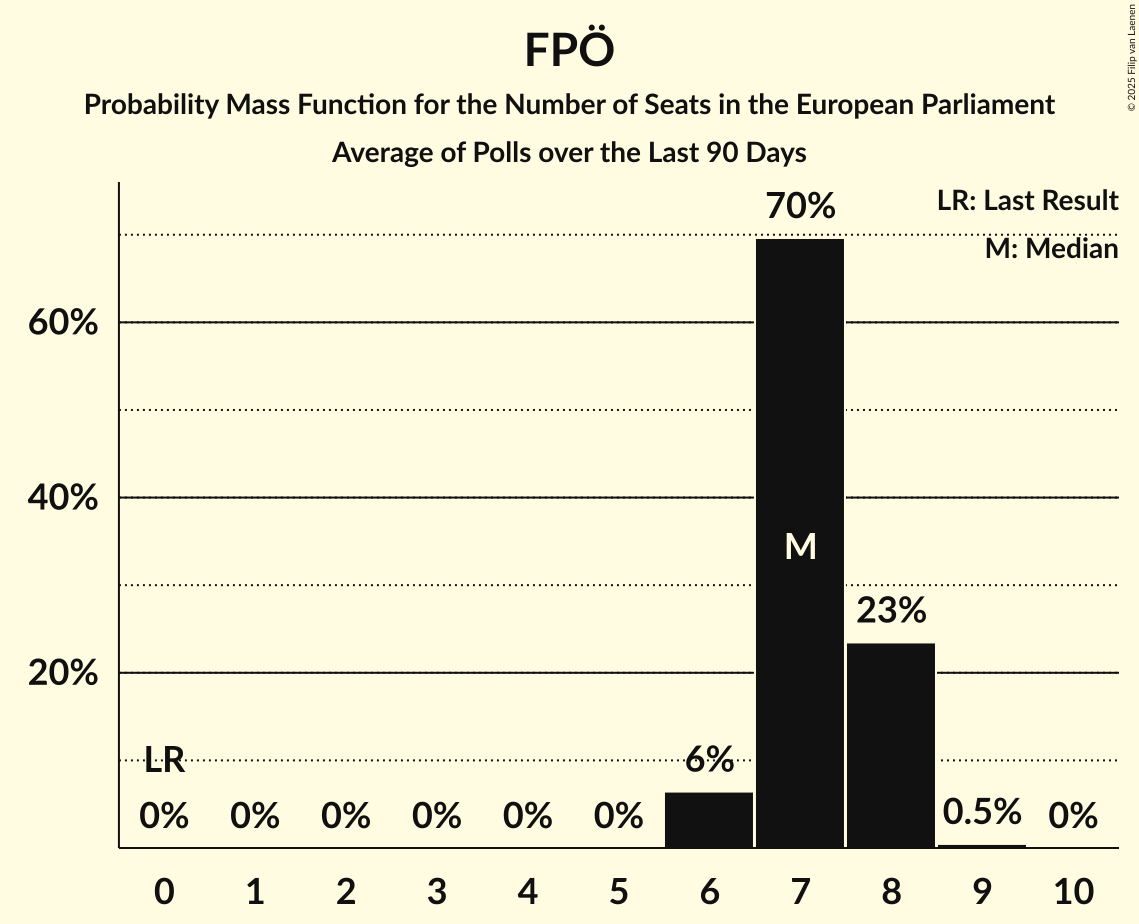 FPÖ
Probability Mass Function for the Number of Seats in the European Parliament
Average of Polls over the Last 90 Days
© 2025 Filip van Laenen
LR: Last Result
M: Median
70%
60%
40%
20%
M
23%
LR
6%
0% 0% 0% 0% 0% 0% 0.5% 0%
0 1 2 3 4 5 6 7 8 9 10